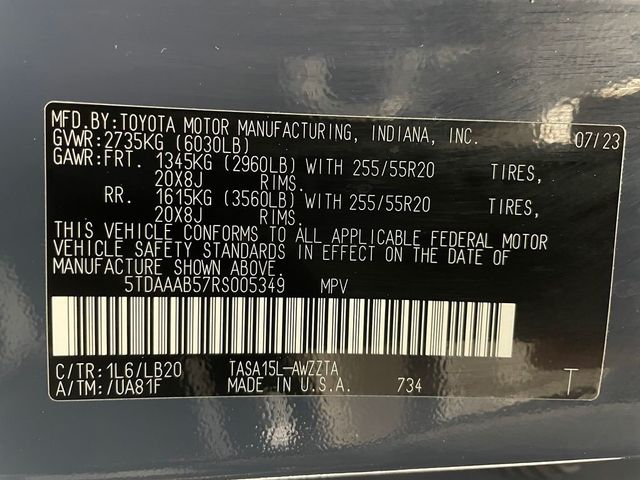 MFD.BY:TOYOTA MOTOR MANUFACTURING, INDIANA, INC. 07/23
GVWR:2735KG (6030LB)
GAWR:FRT. 1345KG (2960LB) WITH 255/55R20 TIRES,
20X8J RIMS.
RR. 1615KG (3560LB) WITH 255/55R20 TIRES,
20X8J RIMS.
THIS VEHICLE CONFORMS TO ALL APPLICABLE FEDERAL MOTOR
VEHICLE SAFETY STANDARDS IN EFFECT ON THE DATE OF
MANUFACTURE SHOWN ABOVE.
5TDAAAB57RS005349 MPV
C/TR:1L6/LB20 TASA15L-AWZZTA
A/TM:/UA81F MADE IN U.S.A. 734 T